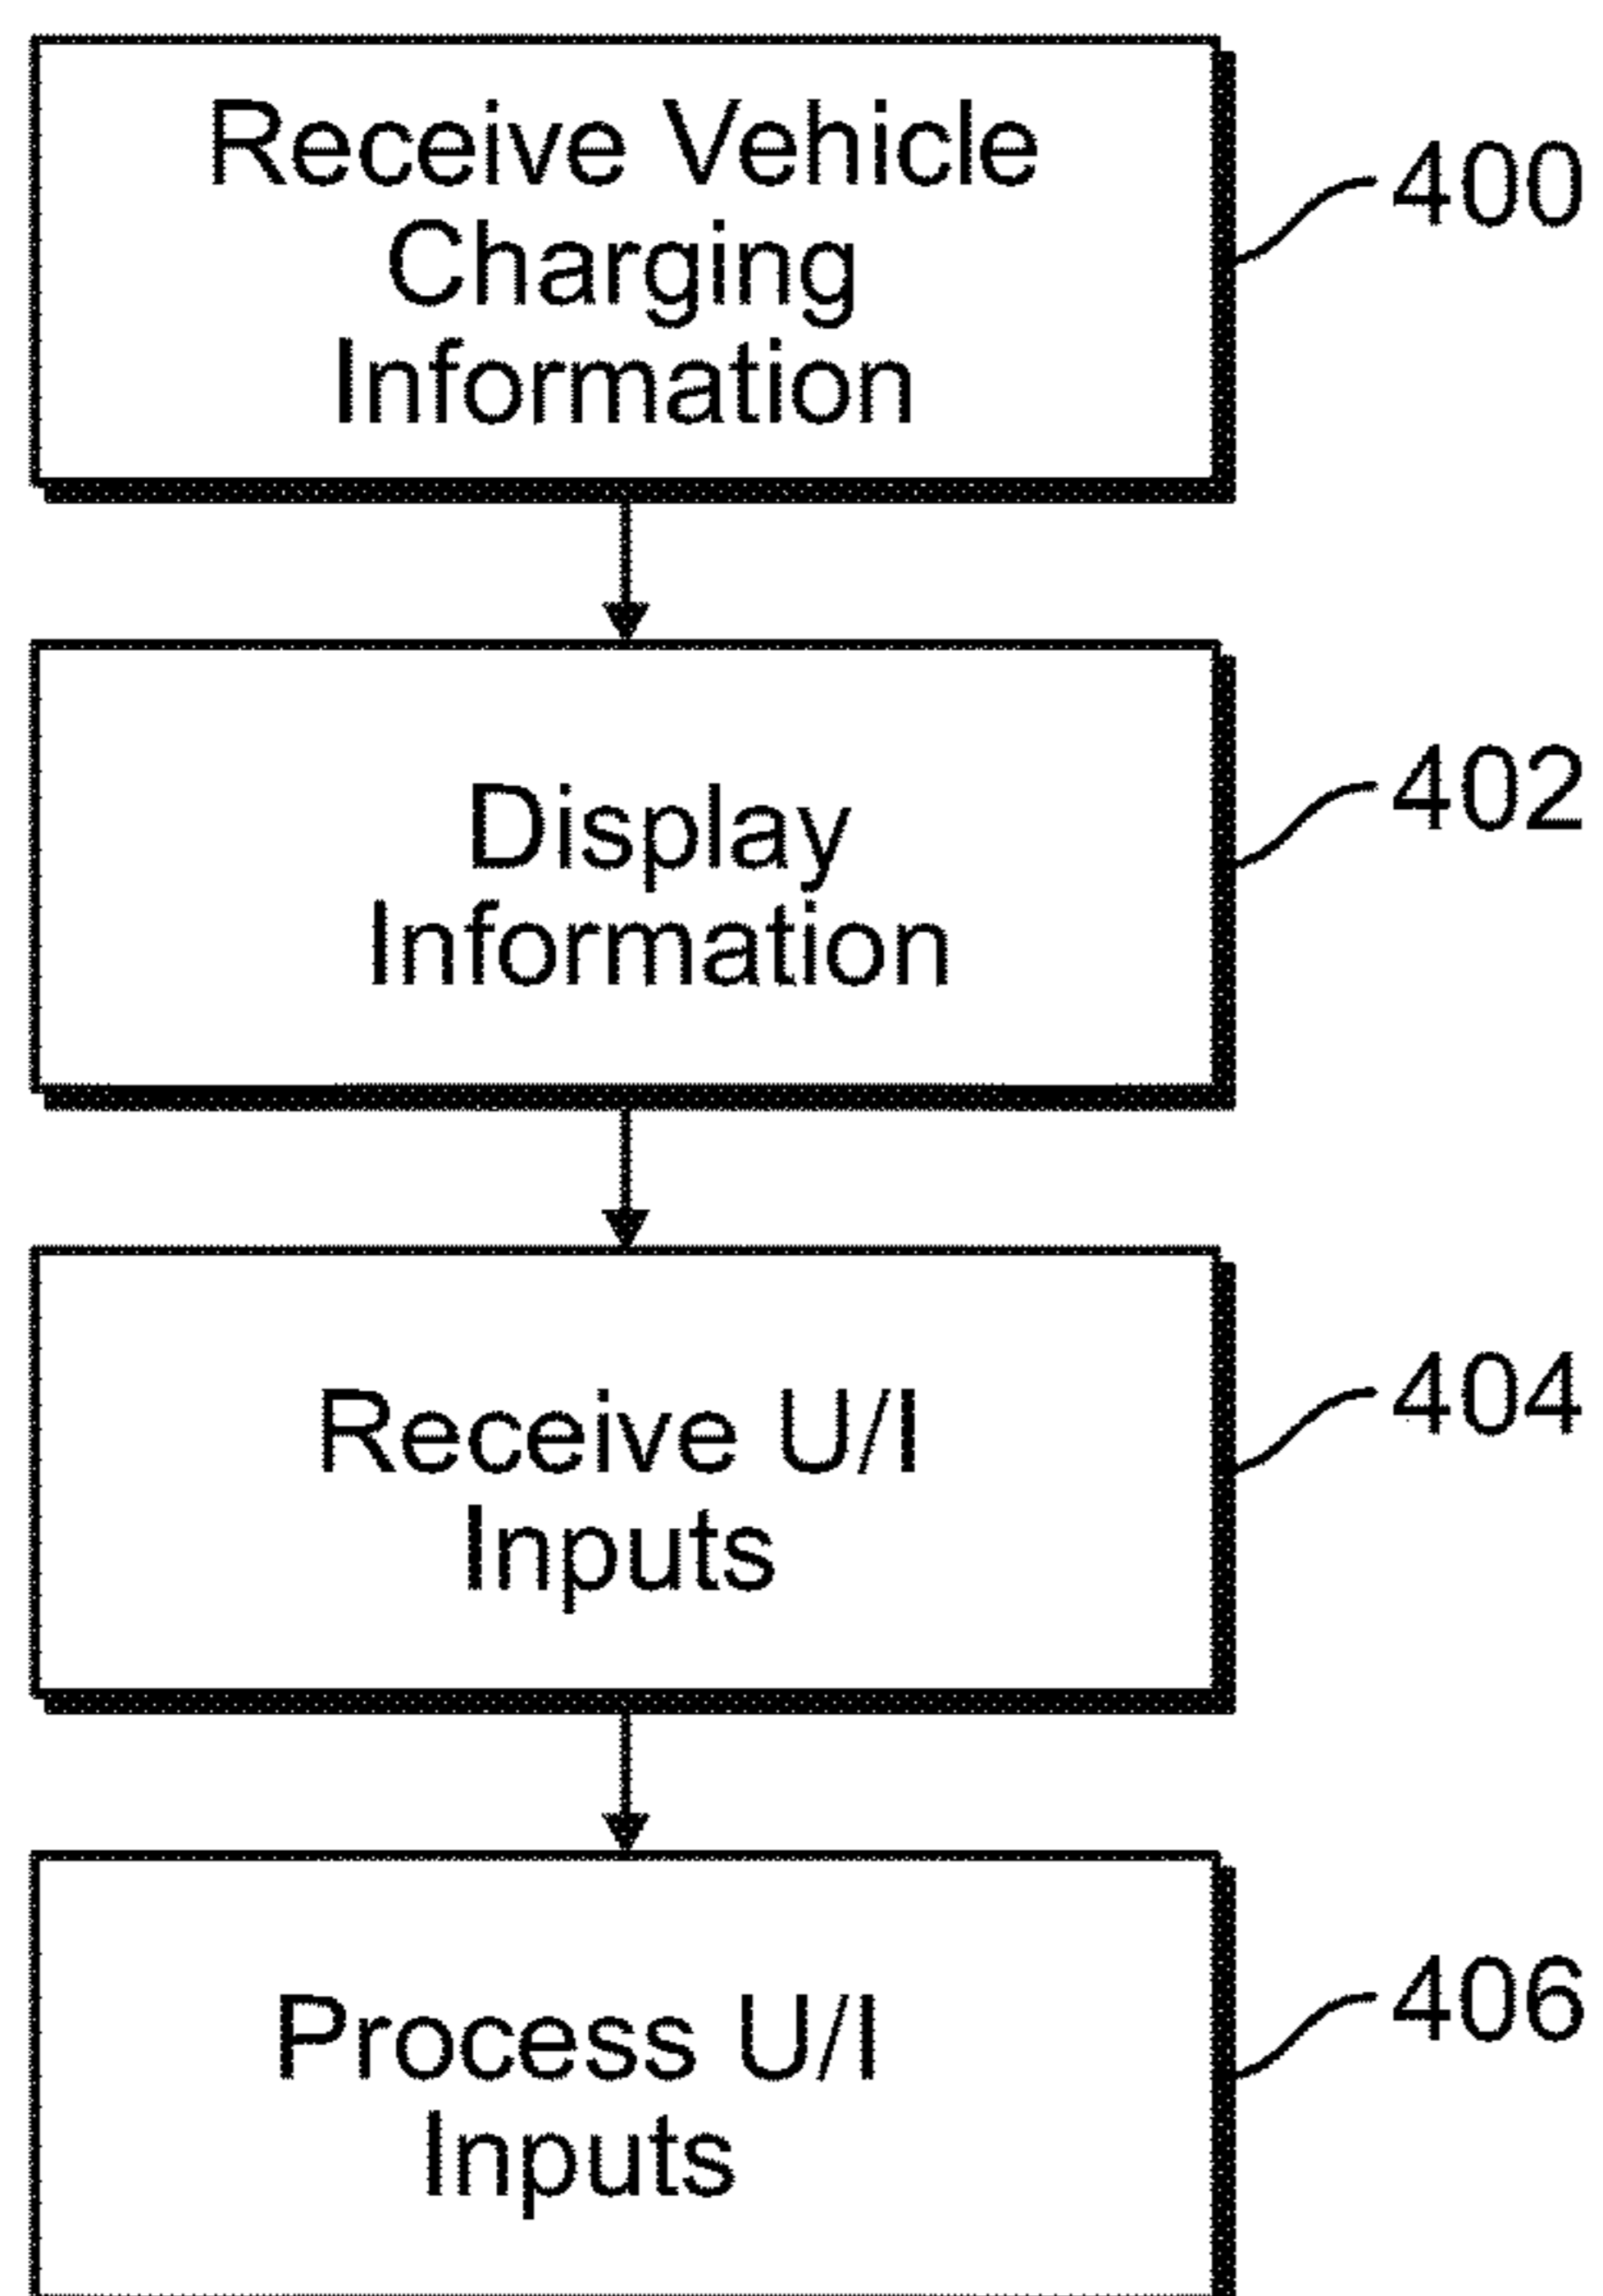 Receive Vehicle
Charging
Information
400
Display
Information
402
Receive U/I
Inputs
404
Process U/I
Inputs
406